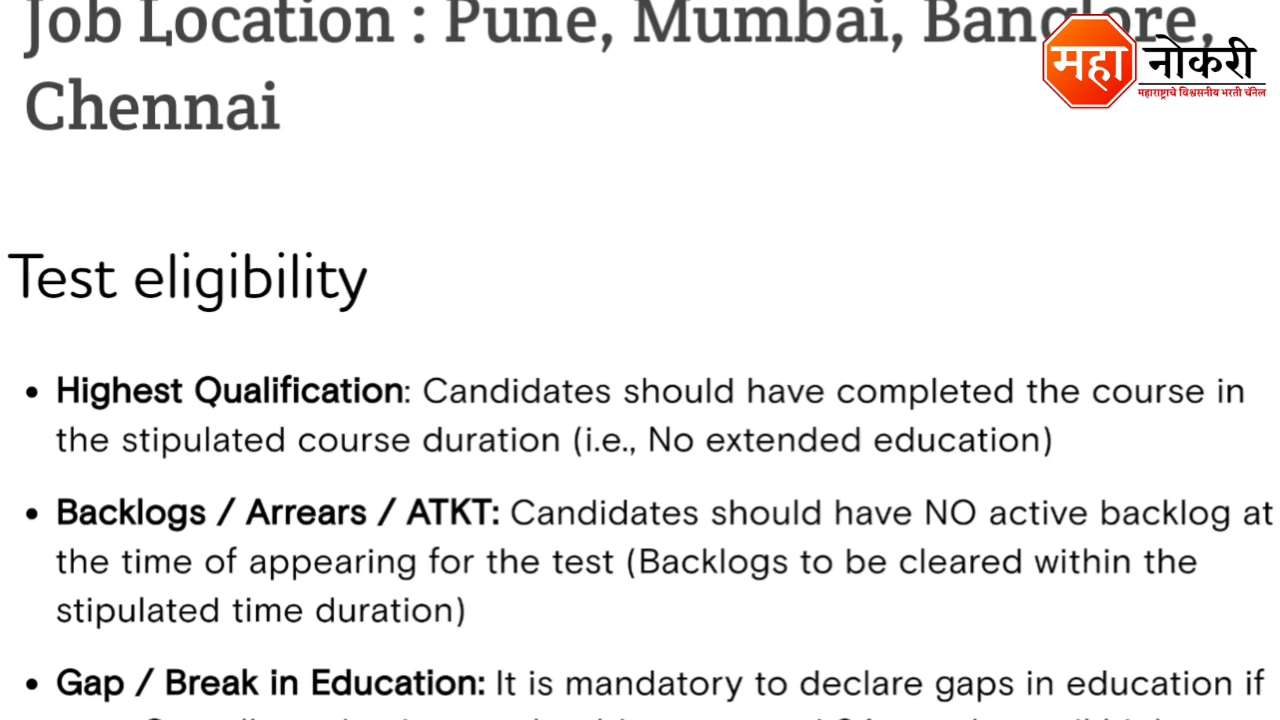 Job Location : Pune, Mumbai, Banglore,
Chennai
महा नोकरी
महाराष्ट्राचे विश्वसनीय भरती चॅनेल
Test eligibility
• Highest Qualification: Candidates should have completed the course in
the stipulated course duration (i.e., No extended education)
• Backlogs / Arrears / ATKT: Candidates should have NO active backlog at
the time of appearing for the test (Backlogs to be cleared within the
stipulated time duration)
• Gap / Break in Education: It is mandatory to declare gaps in education if